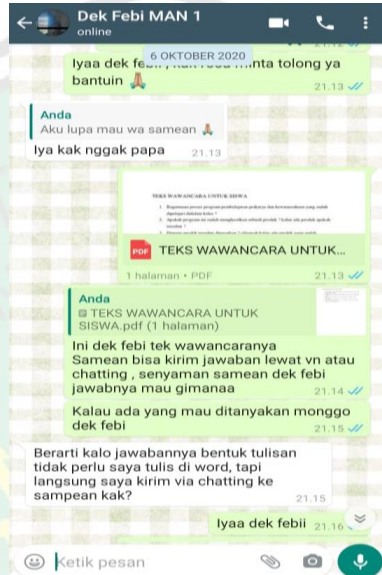 Dek Febi MAN 1
online
6 OKTOBER 2020
Iyaa dek minta tolong ya
bantuin 🙏
21.13
Anda
Aku lupa mau wa samean 🙏
Iya kak nggak papa 21.13
TEKS WAWANCARA UNTUK SISWA
PDF TEKS WAWANCARA UNTUK...
1 halaman • PDF 21.13
Anda
TEKS WAWANCARA UNTUK
SISWA.pdf (1 halaman)
Ini dek febi tek wawancaranya
Samean bisa kirim jawaban lewat vn atau
chatting , senyaman samean dek febi
jawabnya mau gimanaa 21.14
Kalau ada yang mau ditanyakan monggo
dek febi 21.15
Berarti kalo jawabannya bentuk tulisan
tidak perlu saya tulis di word, tapi
langsung saya kirim via chatting ke
sampean kak? 21.15
Iyaa dek febii 21.16
Ketik pesan